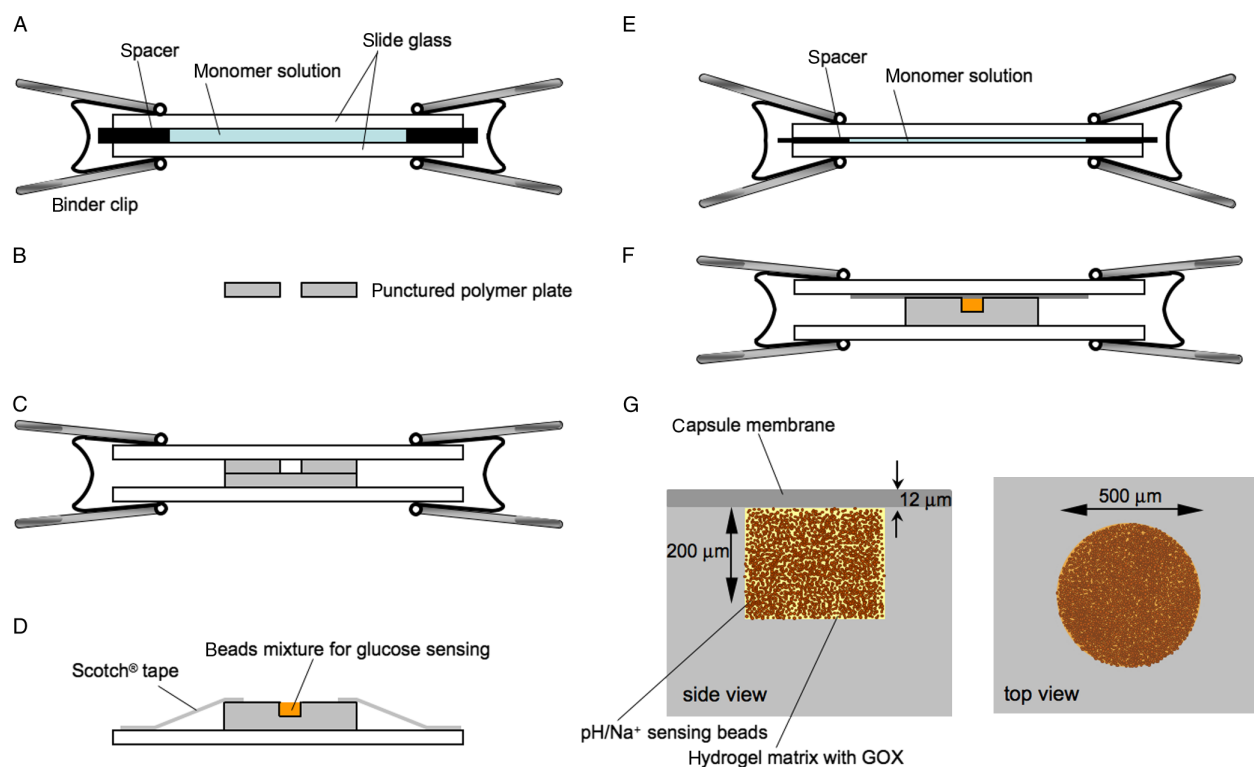 A
Spacer
Slide glass
Monomer solution
Binder clip
B
Punctured polymer plate
C
D
Beads mixture for glucose sensing
Scotch® tape
E
Spacer
Monomer solution
F
G
Capsule membrane
12 µm
200 µm
side view
pH/Na⁺ sensing beads
Hydrogel matrix with GOX
500 µm
top view